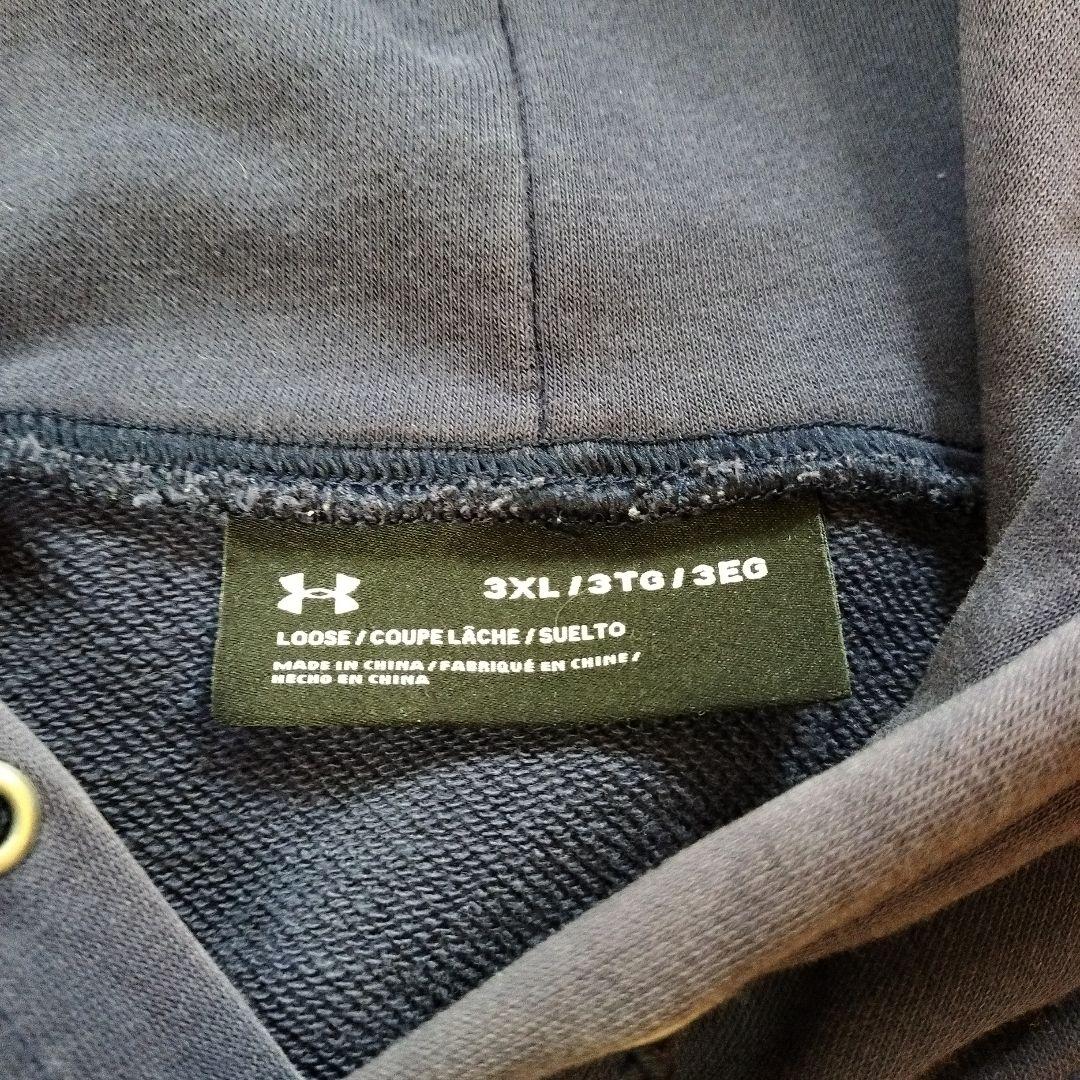 3XL / 3TG / 3EG
LOOSE / COUPE LÂCHE / SUELTO
MADE IN CHINA / FABRIQUÉ EN CHINE /
HECHO EN CHINA